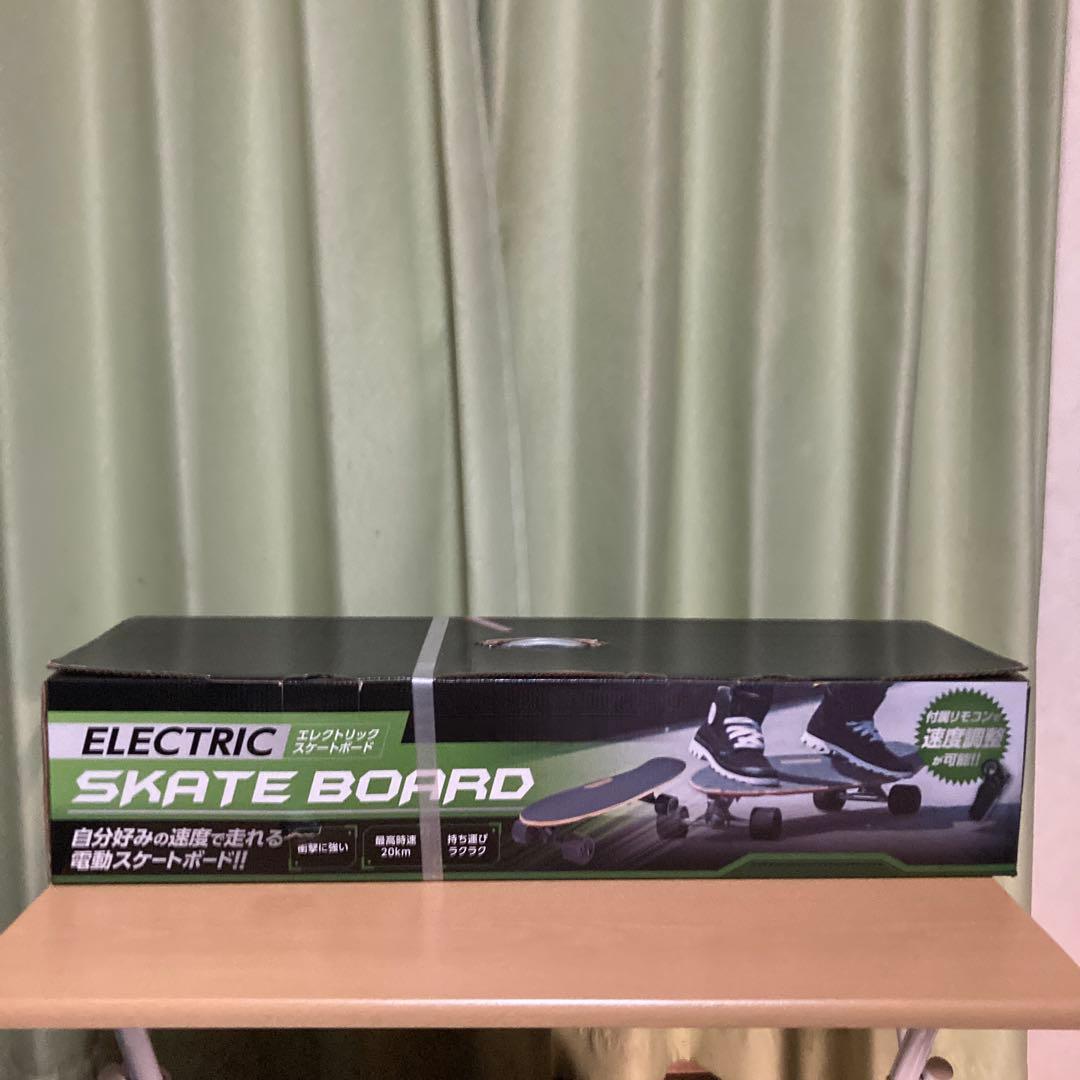 ELECTRIC
エレクトリック
スケートボード
SKATE BOARD
自分好みの速度で走れる
電動スケートボード!!
衝撃に強い
最高時速
20km
持ち運び
ラクラク
付属リモコンで
速度調整
が可能!!